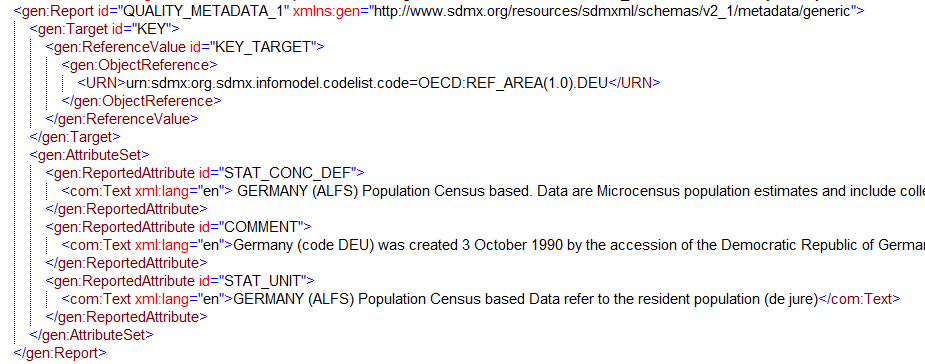 <gen:Report id="QUALITY_METADATA_1" xmlns:gen="http://www.sdmx.org/resources/sdmxml/schemas/v2_1/metadata/generic">
<gen:Target id="KEY">
<gen:ReferenceValue id="KEY_TARGET">
<gen:ObjectReference>
<URN>urn:sdmx:org.sdmx.infomodel.codelist.code=OECD:REF_AREA(1.0).DEU</URN>
</gen:ObjectReference>
</gen:ReferenceValue>
</gen:Target>
<gen:AttributeSet>
<gen:ReportedAttribute id="STAT_CONC_DEF">
<com:Text xml:lang="en"> GERMANY (ALFS) Population Census based. Data are Microcensus population estimates and include colle
</gen:ReportedAttribute>
<gen:ReportedAttribute id="COMMENT">
<com:Text xml:lang="en">Germany (code DEU) was created 3 October 1990 by the accession of the Democratic Republic of Germa
</gen:ReportedAttribute>
<gen:ReportedAttribute id="STAT_UNIT">
<com:Text xml:lang="en">GERMANY (ALFS) Population Census based Data refer to the resident population (de jure)</com:Text>
</gen:ReportedAttribute>
</gen:AttributeSet>
</gen:Report>